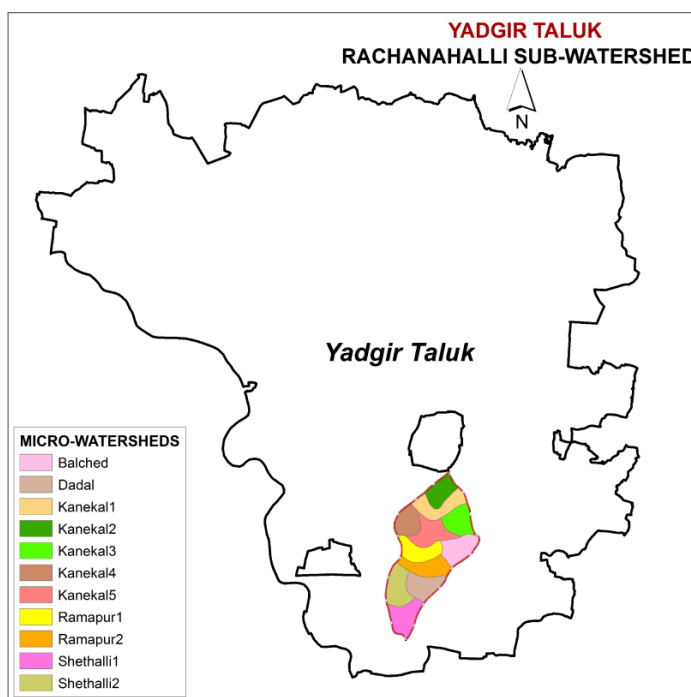 YADGIR TALUK
RACHANAHALLI SUB-WATERSHED
N
Yadgir Taluk
MICRO-WATERSHEDS
Balched
Dadal
Kanekal1
Kanekal2
Kanekal3
Kanekal4
Kanekal5
Ramapur1
Ramapur2
Shethalli1
Shethalli2